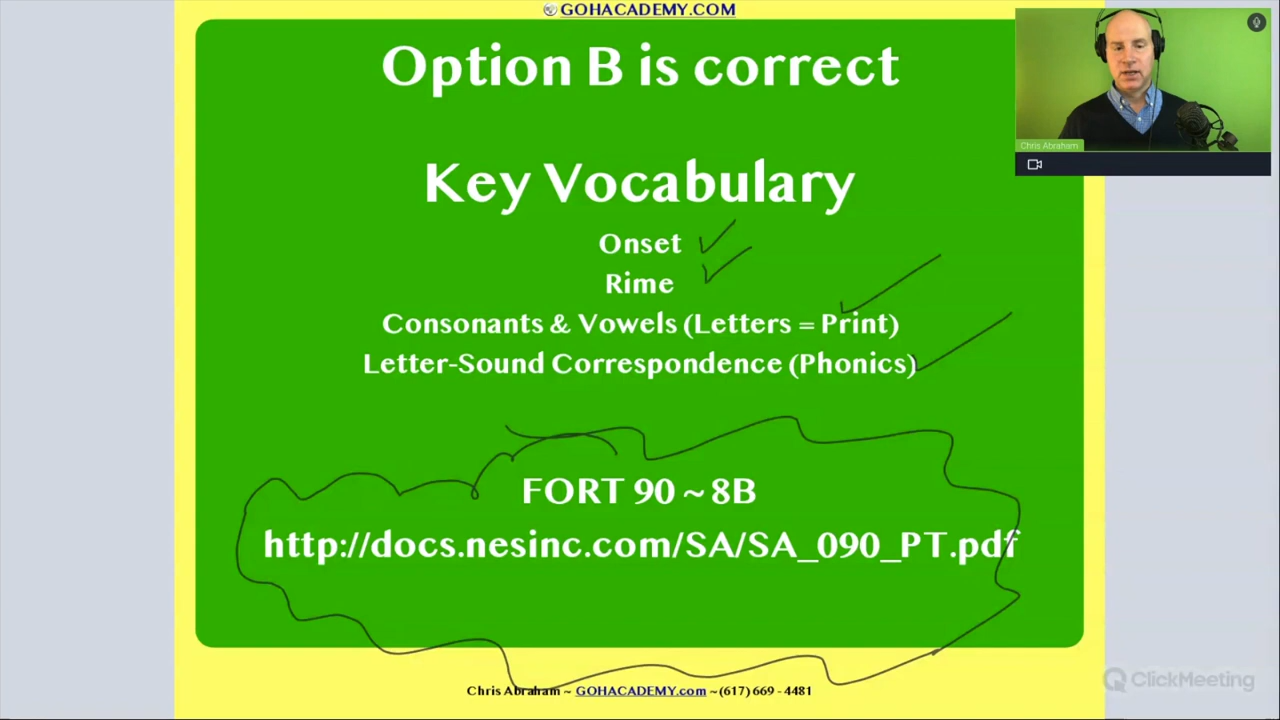 GOHACADEMY.COM
Option B is correct
Key Vocabulary
Onset
Rime
Consonants & Vowels (Letters = Print)
Letter-Sound Correspondence (Phonics)
FORT 90 ~ 8B
http://docs.nesinc.com/SA/SA_090_PT.pdf
Chris Abraham ~ GOHACADEMY.com ~(617) 669 - 4481
Chris Abraham
ClickMeeting